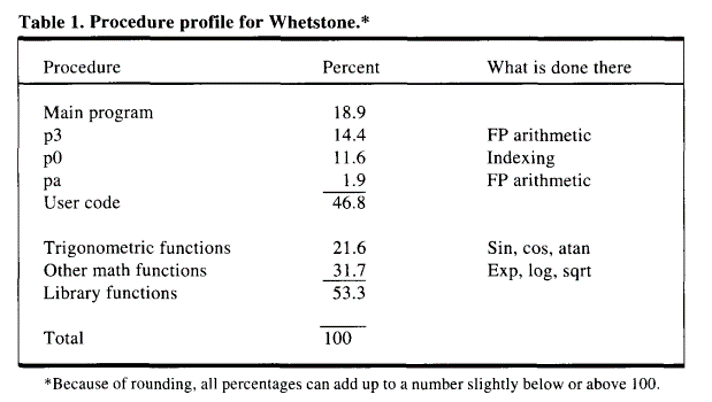 Table 1. Procedure profile for Whetstone.*
Procedure Percent What is done there
Main program 18.9
p3 14.4 FP arithmetic
p0 11.6 Indexing
pa 1.9 FP arithmetic
User code 46.8
Trigonometric functions 21.6 Sin, cos, atan
Other math functions 31.7 Exp, log, sqrt
Library functions 53.3
Total 100
*Because of rounding, all percentages can add up to a number slightly below or above 100.